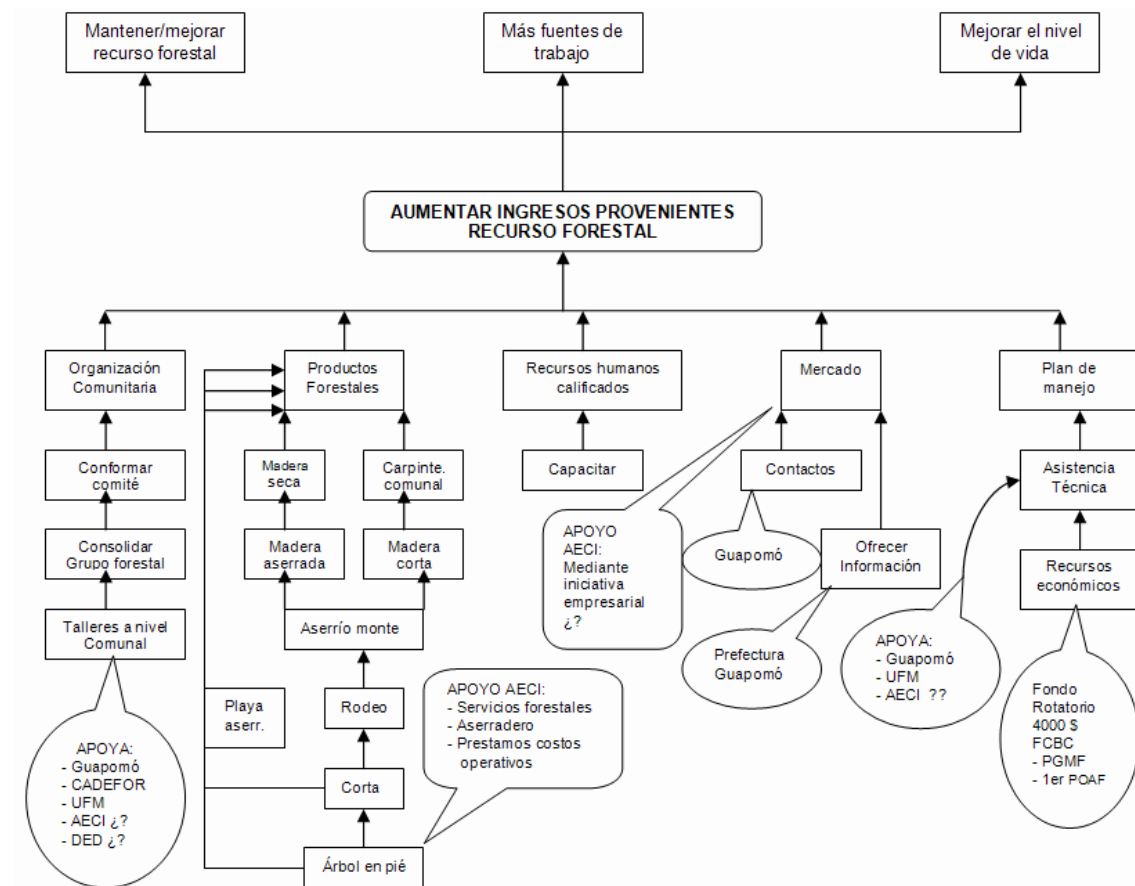 Mantener/mejorar
recurso forestal
Más fuentes de
trabajo
Mejorar el nivel
de vida
AUMENTAR INGRESOS PROVENIENTES
RECURSO FORESTAL
Organización
Comunitaria
Productos
Forestales
Recursos humanos
calificados
Mercado
Plan de
manejo
Conformar
comité
Madera
seca
Carpinte.
comunal
Capacitar
Contactos
Asistencia
Técnica
Consolidar
Grupo forestal
Madera
aserrada
Madera
corta
APOYO
AECI:
Mediante
iniciativa
empresarial
¿?
Guapomó
Ofrecer
Información
Recursos
económicos
Talleres a nivel
Comunal
Aserrío monte
Prefectura
Guapomó
APOYA:
- Guapomó
- UFM
- AECI ??
Playa
aserr.
Rodeo
APOYO AECI:
- Servicios forestales
- Aserradero
- Prestamos costos
operativos
Fondo
Rotatorio
4000 $
FCBC
- PGMF
- 1er POAF
APOYA:
- Guapomó
- CADEFOR
- UFM
- AECI ¿?
- DED ¿?
Corta
Árbol en pié